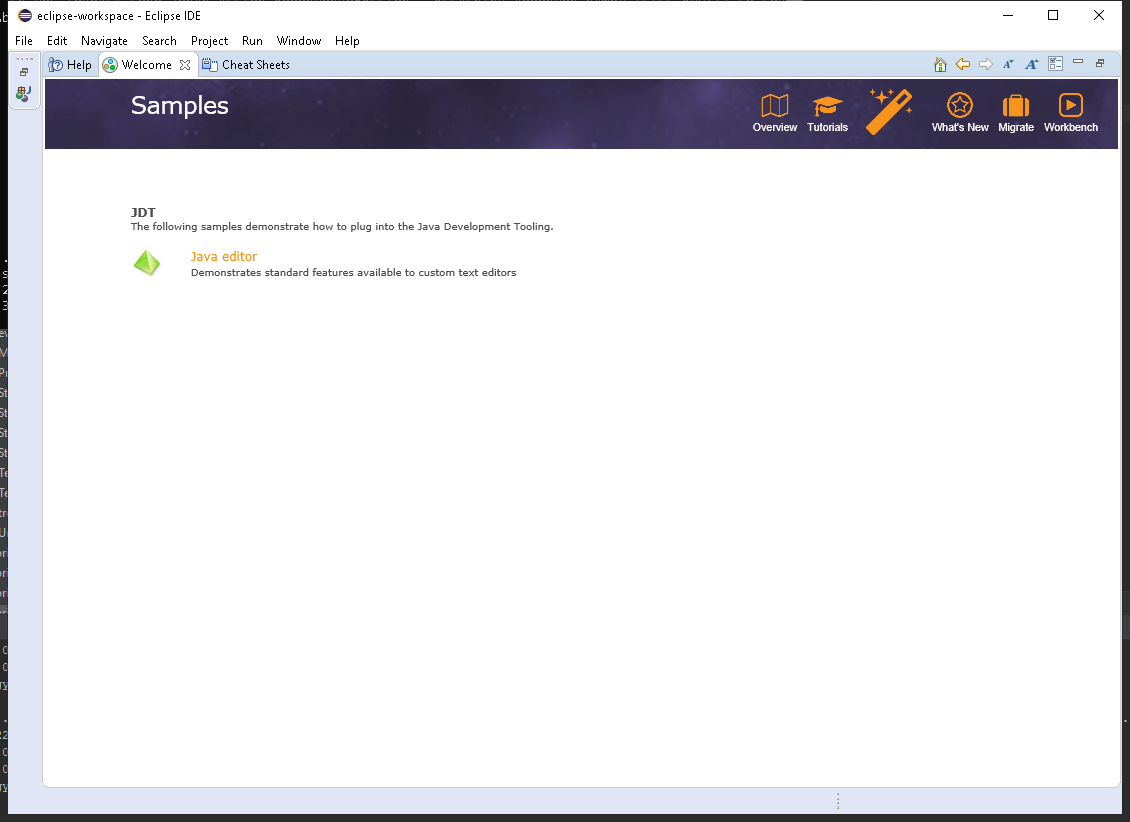 eclipse-workspace - Eclipse IDE
File Edit Navigate Search Project Run Window Help
Help Welcome Cheat Sheets
Samples
Overview Tutorials What's New Migrate Workbench
JDT
The following samples demonstrate how to plug into the Java Development Tooling.
Java editor
Demonstrates standard features available to custom text editors